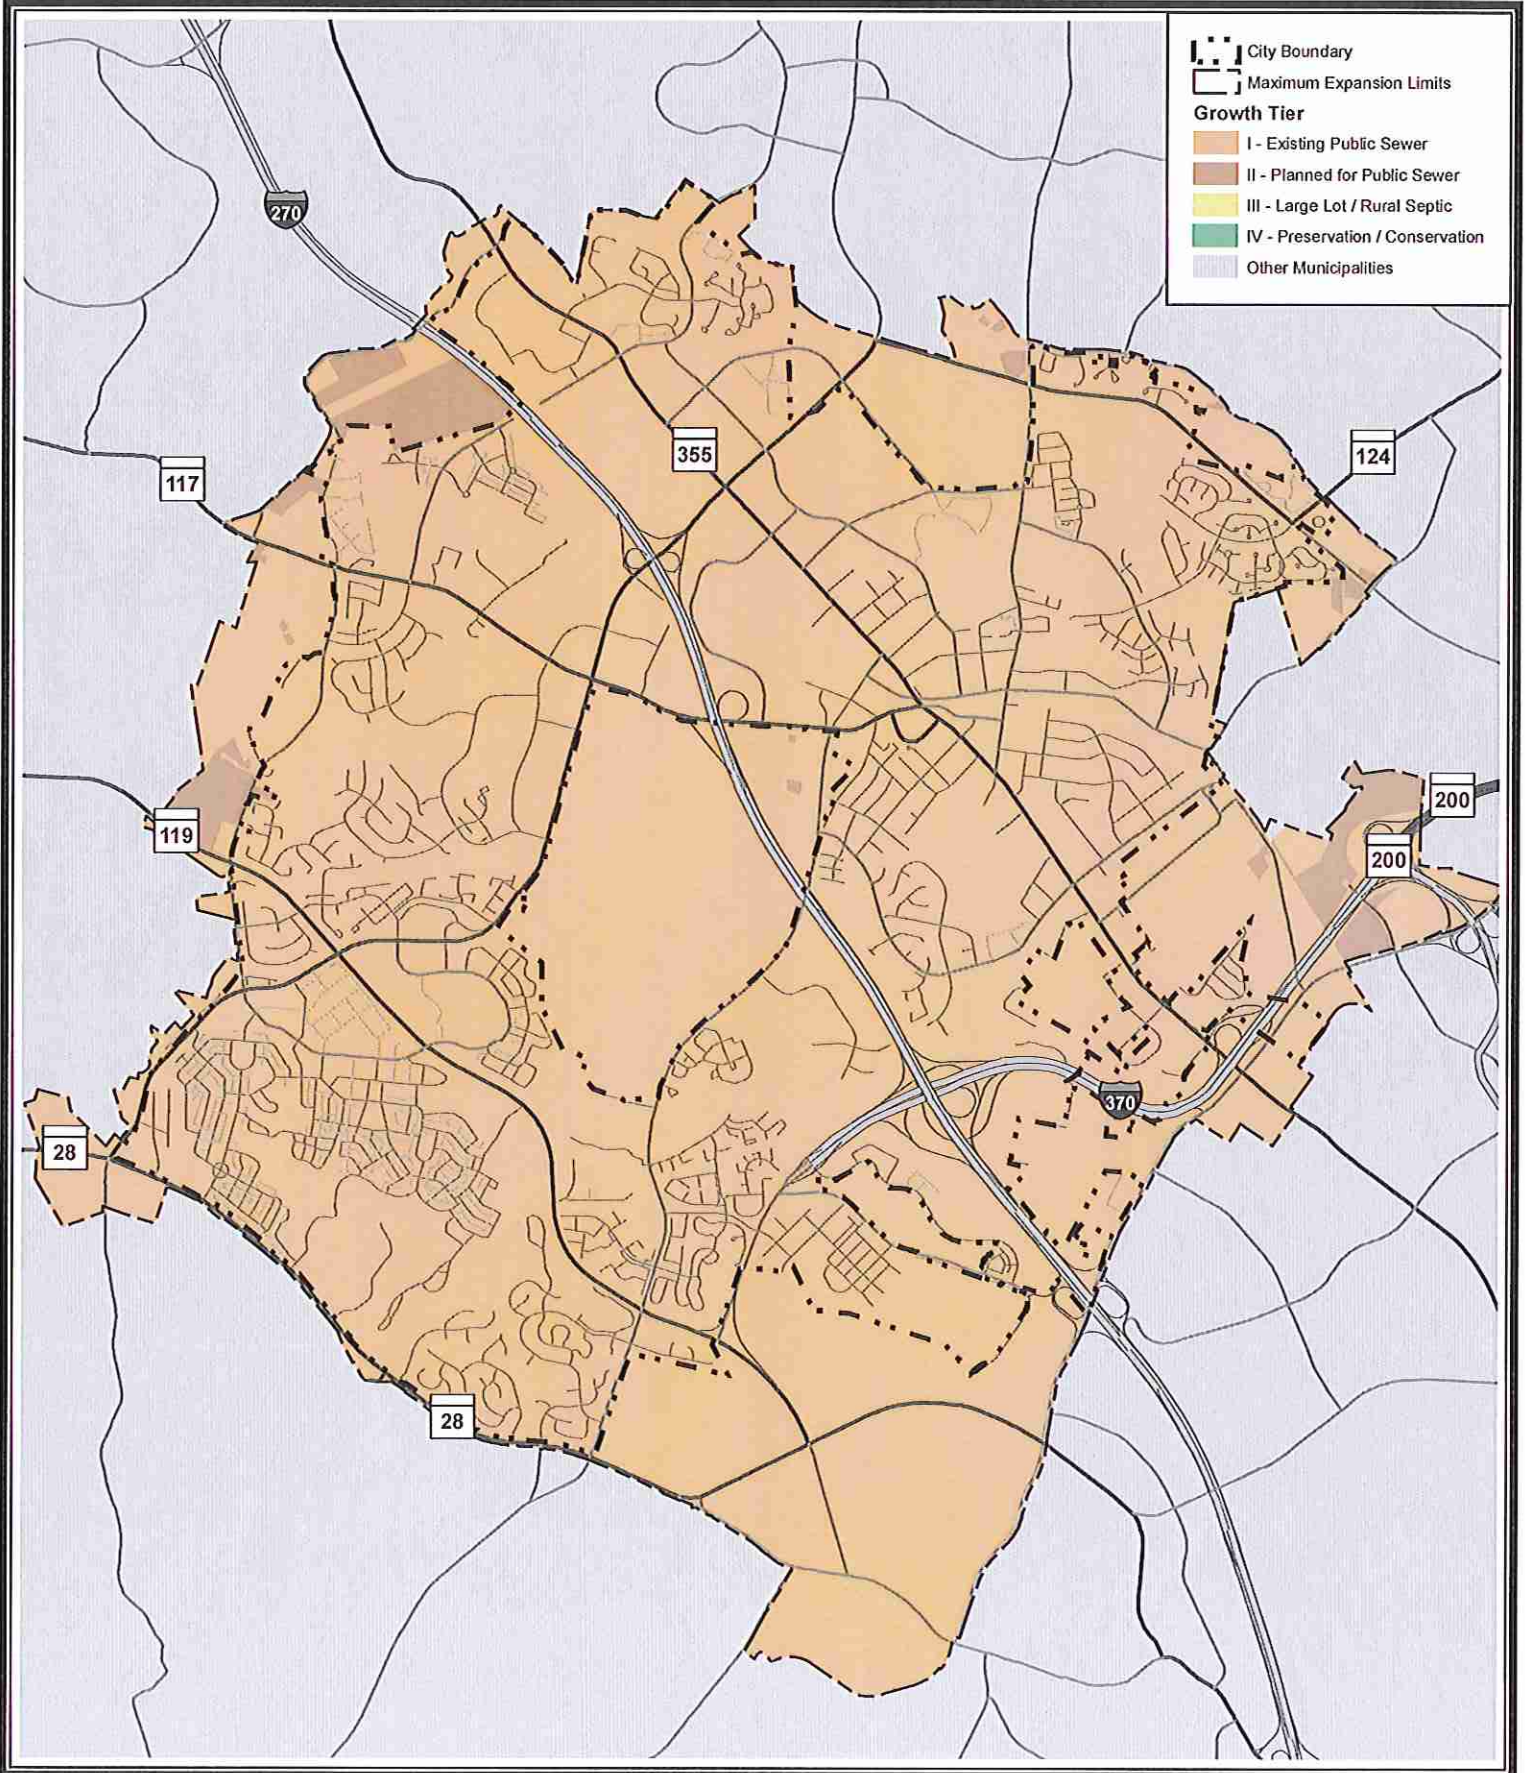 City Boundary
Maximum Expansion Limits
Growth Tier
I - Existing Public Sewer
II - Planned for Public Sewer
III - Large Lot / Rural Septic
IV - Preservation / Conservation
Other Municipalities
270
355
124
117
200
119
200
370
28
28